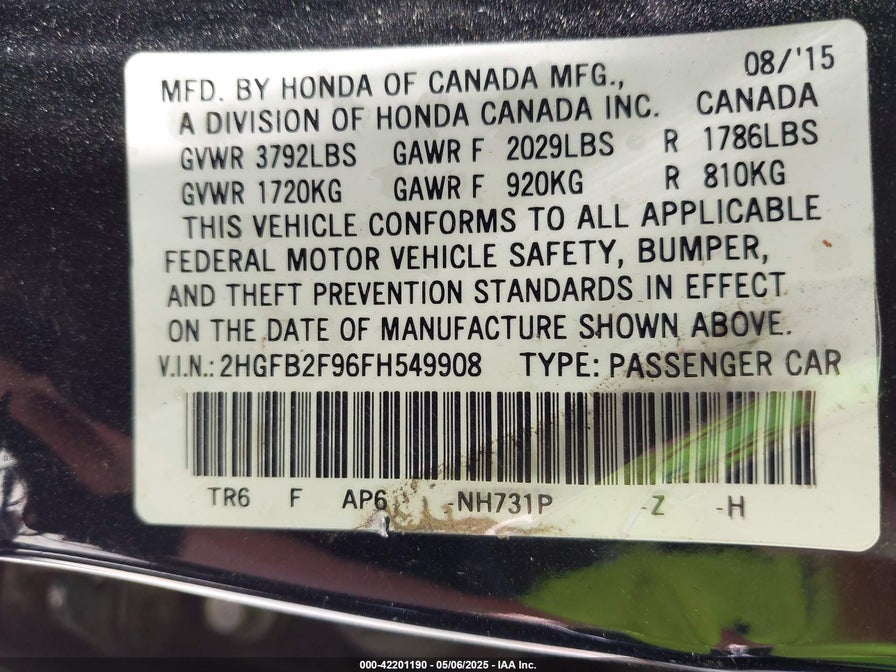 08/'15
MFD. BY HONDA OF CANADA MFG.,
A DIVISION OF HONDA CANADA INC. CANADA
GVWR 3792LBS GAWR F 2029LBS R 1786LBS
GVWR 1720KG GAWR F 920KG R 810KG
THIS VEHICLE CONFORMS TO ALL APPLICABLE
FEDERAL MOTOR VEHICLE SAFETY, BUMPER,
AND THEFT PREVENTION STANDARDS IN EFFECT
ON THE DATE OF MANUFACTURE SHOWN ABOVE.
V.I.N.: 2HGFB2F96FH549908 TYPE: PASSENGER CAR
TR6 F AP6 -NH731P -Z -H
000-42201190 - 05/06/2025 - IAA Inc.